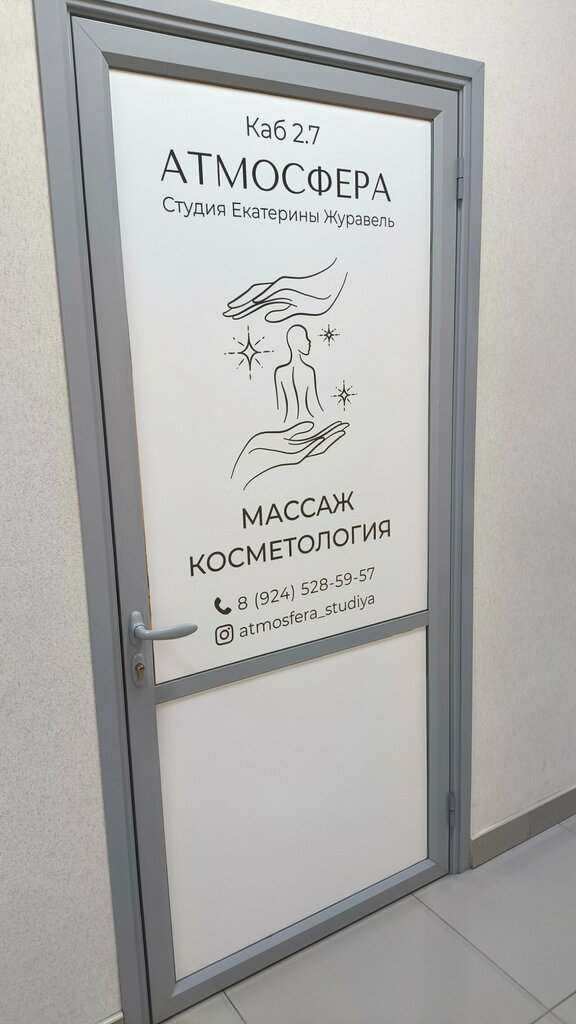 Каб 2.7
АТМОСФЕРА
Студия Екатерины Журавель
МАССАЖ
КОСМЕТОЛОГИЯ
8 (924) 528-59-57
atmosfera_studiya